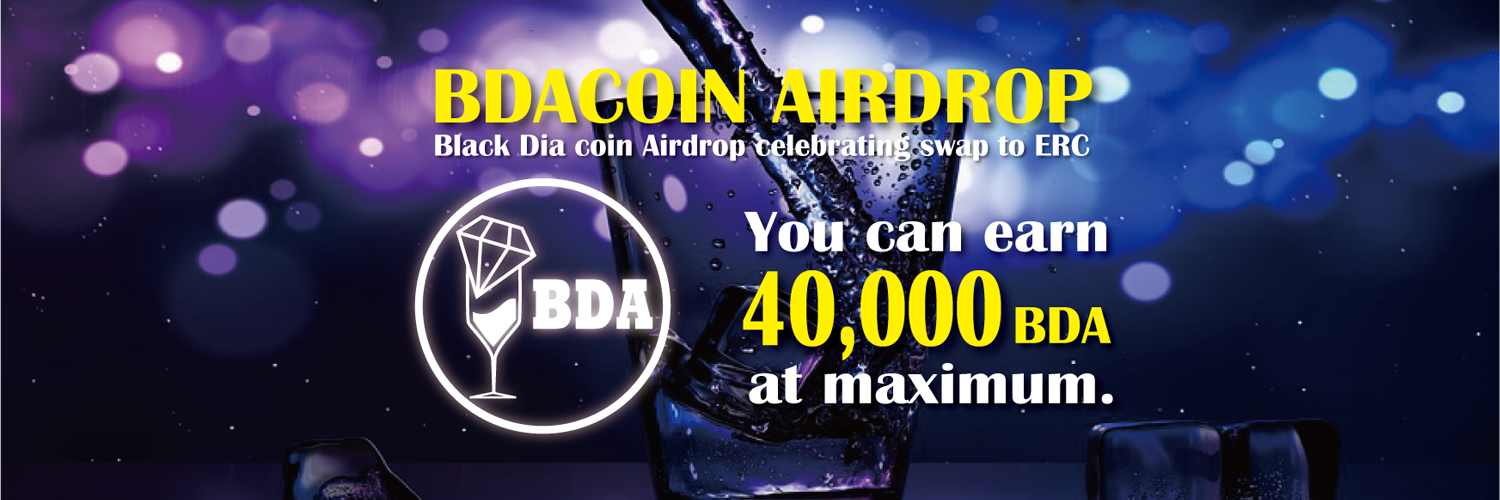 BDACOIN AIRDROP
Black Dia coin Airdrop celebrating swap to ERC
BDA
You can earn
40,000 BDA
at maximum.